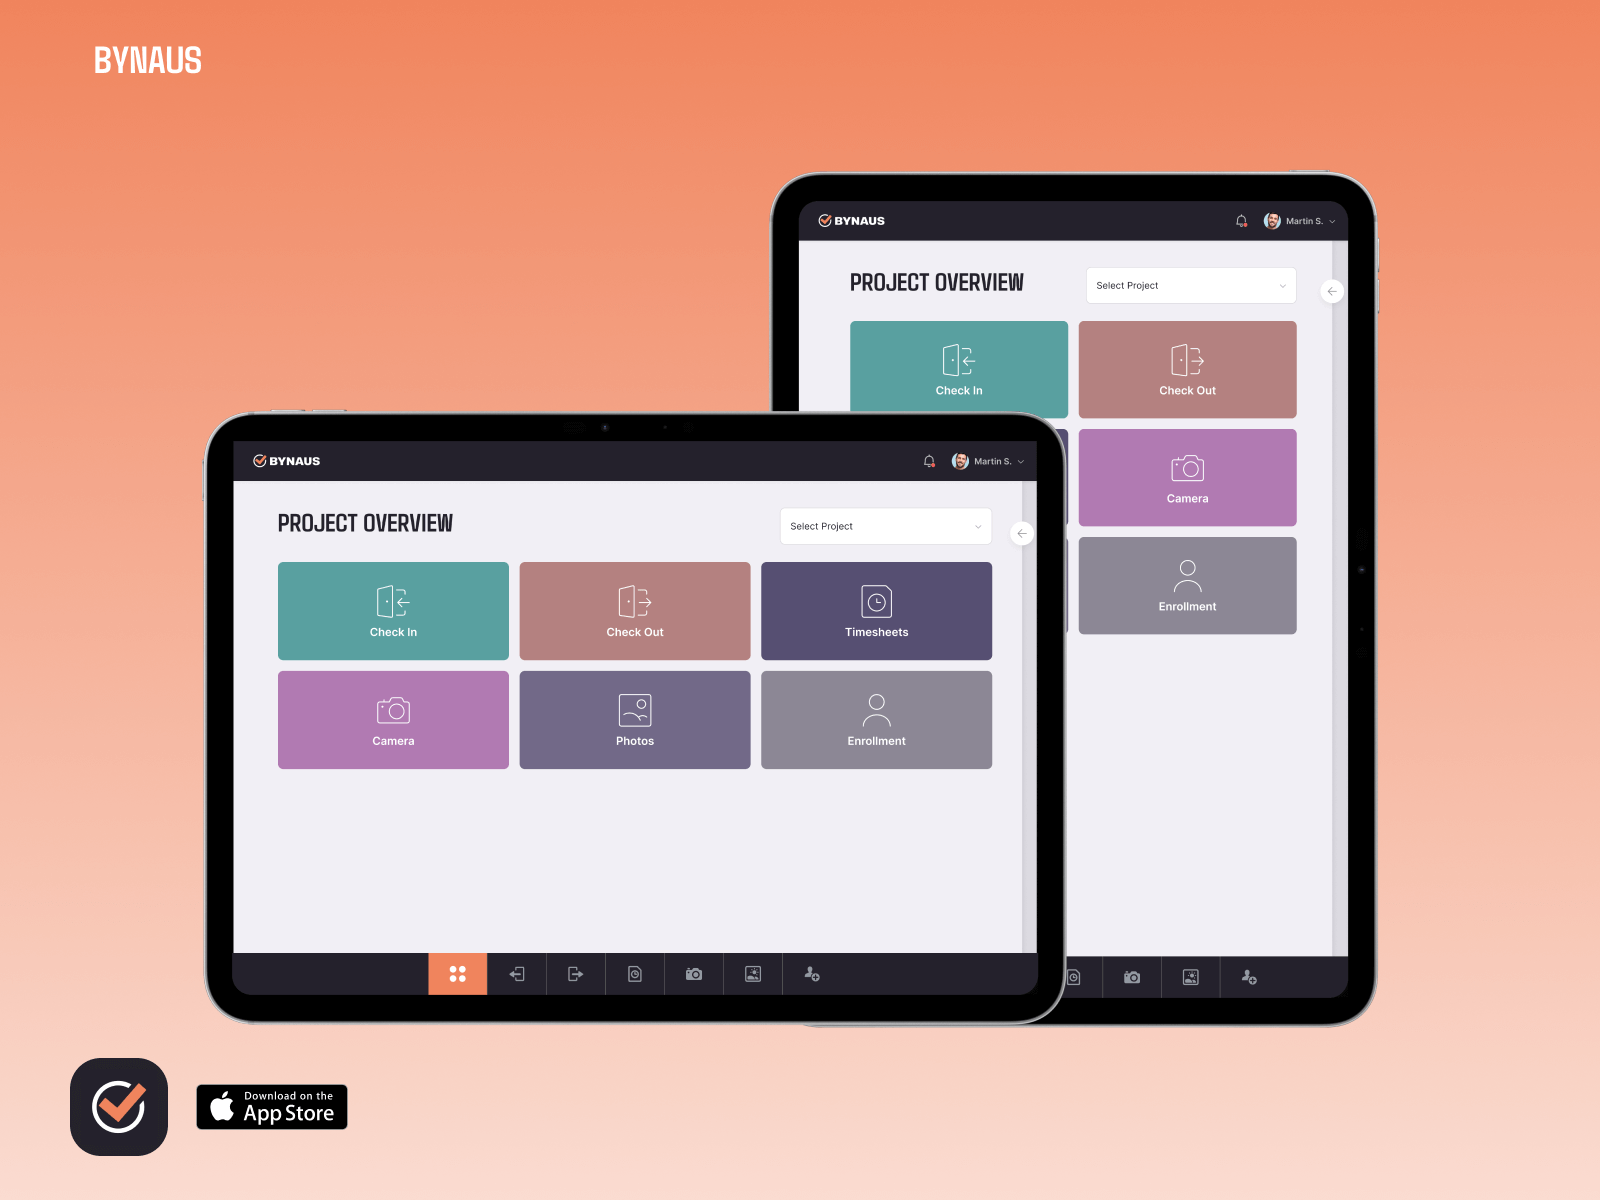 BYNAUS
BYNAUS
Martin S.
PROJECT OVERVIEW
Select Project
Check In
Check Out
Camera
Enrollment
BYNAUS
Martin S.
PROJECT OVERVIEW
Select Project
Check In
Check Out
Timesheets
Camera
Photos
Enrollment
Download on the
App Store